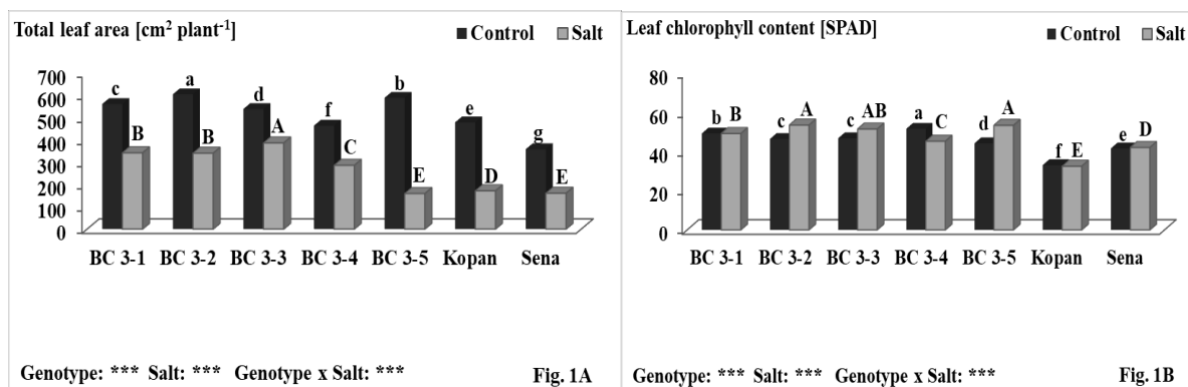 Total leaf area [cm² plant⁻¹]
Control Salt
700
600
500
400
300
200
100
0
c B a B d A f C b E e D g E
BC 3-1 BC 3-2 BC 3-3 BC 3-4 BC 3-5 Kopan Sena
Genotype: *** Salt: *** Genotype x Salt: *** Fig. 1A
Leaf chlorophyll content [SPAD]
Control Salt
80
60
40
20
0
b B c A c AB a C d A f E e D
BC 3-1 BC 3-2 BC 3-3 BC 3-4 BC 3-5 Kopan Sena
Genotype: *** Salt: *** Genotype x Salt: *** Fig. 1B